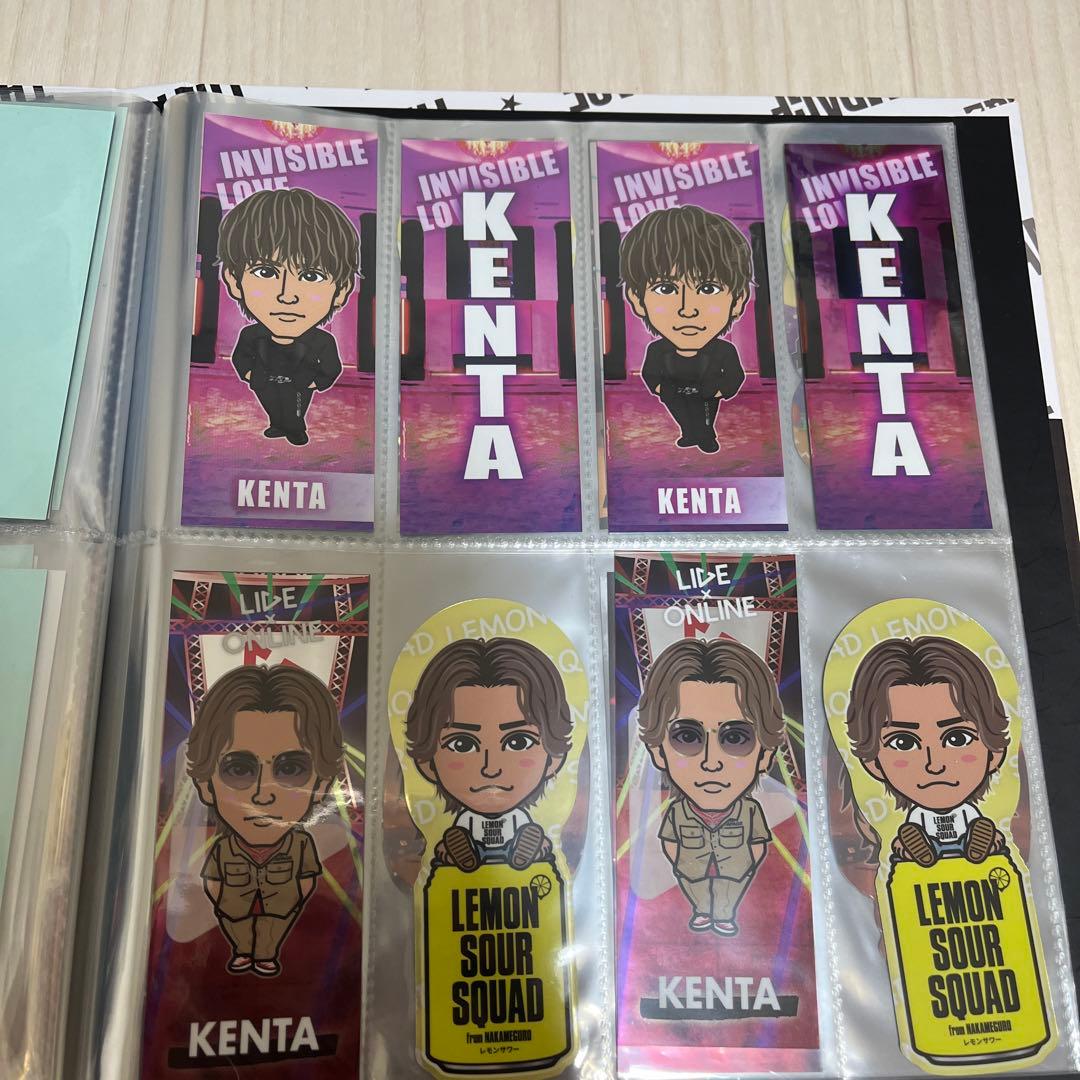 INVISIBLE
LOVE
KENTA
INVISIBLE
KENTA
INVISIBLE
LOVE
KENTA
INVISIBLE
KENTA
LIVE
×
ONLINE
KENTA
LEMON
LEMON
SOUR
SQUAD
LEMON
SOUR
SQUAD
from NAKAMEGURO
レモンサワー
LIVE
×
ONLINE
KENTA
LEMON
LEMON
SOUR
SQUAD
LEMON
SOUR
SQUAD
from NAKAMEGURO
レモンサワー